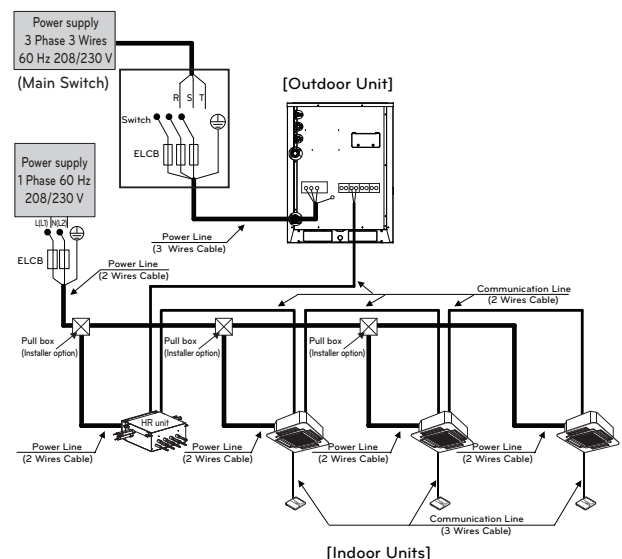 Power supply
3 Phase 3 Wires
60 Hz 208/230 V
(Main Switch)
R S T
Switch
ELCB
[Outdoor Unit]
Power supply
1 Phase 60 Hz
208/230 V
L(L1) N(L2)
ELCB
Power Line
(2 Wires Cable)
Power Line
(3 Wires Cable)
Communication Line
(2 Wires Cable)
Pull box
(Installer option)
Pull box
(Installer option)
Pull box
(Installer option)
HR unit
Power Line
(2 Wires Cable)
Power Line
(2 Wires Cable)
Power Line
(2 Wires Cable)
Power Line
(2 Wires Cable)
Communication Line
(3 Wires Cable)
[Indoor Units]